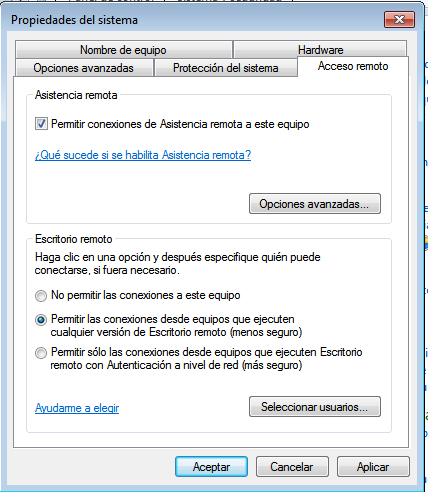 Propiedades del sistema
Nombre de equipo
Hardware
Opciones avanzadas
Protección del sistema
Acceso remoto
Asistencia remota
Permitir conexiones de Asistencia remota a este equipo
¿Qué sucede si se habilita Asistencia remota?
Opciones avanzadas...
Escritorio remoto
Haga clic en una opción y después especifique quién puede
conectarse, si fuera necesario.
No permitir las conexiones a este equipo
Permitir las conexiones desde equipos que ejecuten
cualquier versión de Escritorio remoto (menos seguro)
Permitir sólo las conexiones desde equipos que ejecuten Escritorio
remoto con Autenticación a nivel de red (más seguro)
Ayudarme a elegir
Seleccionar usuarios...
Aceptar
Cancelar
Aplicar